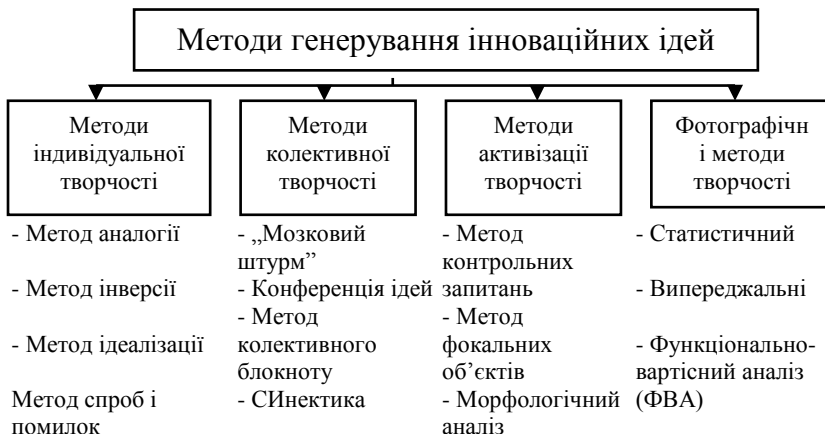 Методи генерування інноваційних ідей
Методи
індивідуальної
творчості
- Метод аналогії
- Метод інверсії
- Метод ідеалізації
Метод спроб і
помилок
Методи
колективної
творчості
- „Мозковий
штурм”
- Конференція ідей
- Метод
колективного
блокноту
- СИнектика
Методи
активізації
творчості
- Метод
контрольних
запитань
- Метод
фокальних
об’єктів
- Морфологічний
аналіз
Фотографічн
і методи
творчості
- Статистичний
- Випереджальні
- Функціонально-
вартісний аналіз
(ФВА)